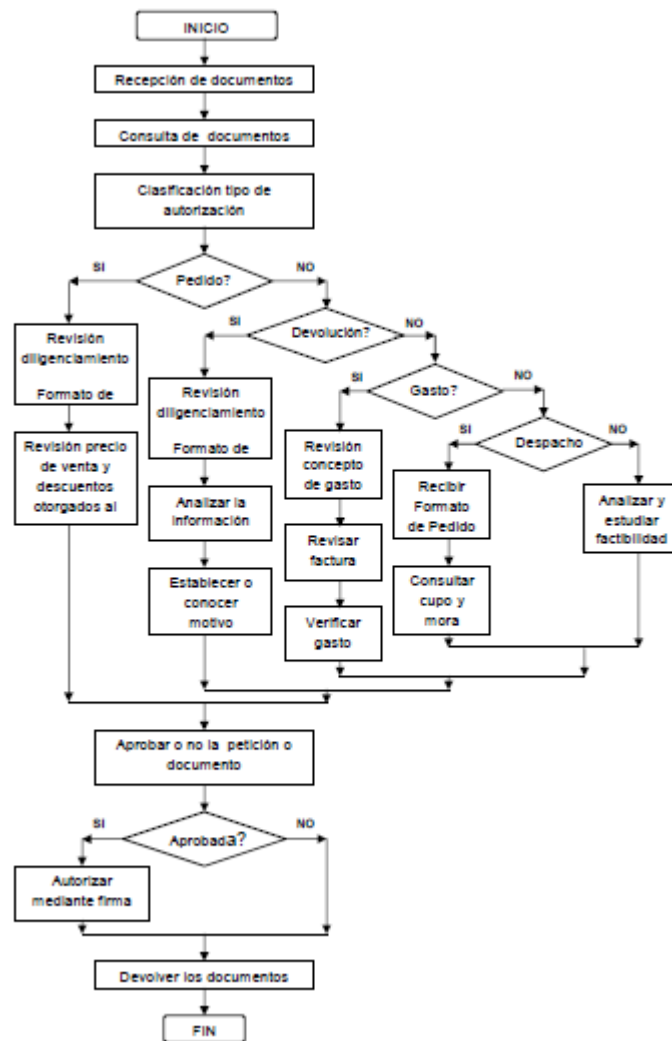 INICIO
Recepción de documentos
Consulta de documentos
Clasificación tipo de
autorización
SI
Pedido?
NO
Revisión
diligenciamiento
Formato de
Revisión precio
de venta y
descuentos
otorgados al
SI
Devolución?
NO
Revisión
diligenciamiento
Formato de
Analizar la
información
Establecer o
conocer
motivo
SI
Gasto?
NO
Revisión
concepto
de gasto
Revisar
factura
Verificar
gasto
SI
Despacho
NO
Recibir
Formato
de Pedido
Consultar
cupo y
mora
Analizar y
estudiar
factibilidad
Aprobar o no la petición o
documento
SI
Aprobada?
NO
Autorizar
mediante firma
Devolver los documentos
FIN